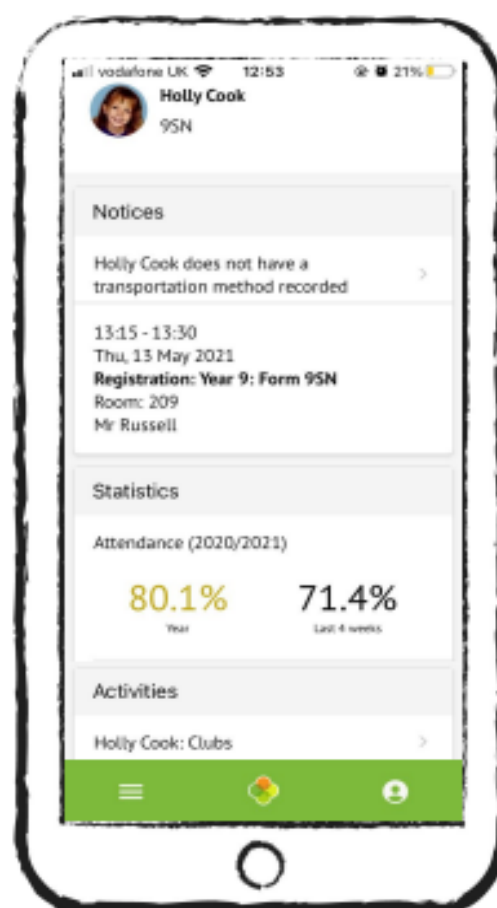 vodafone UK 12:53 21%
Holly Cook
9SN
Notices
Holly Cook does not have a
transportation method recorded
13:15 - 13:30
Thu, 13 May 2021
Registration: Year 9: Form 9SN
Room: 209
Mr Russell
Statistics
Attendance (2020/2021)
80.1% 71.4%
Year Last 4 weeks
Activities
Holly Cook: Clubs